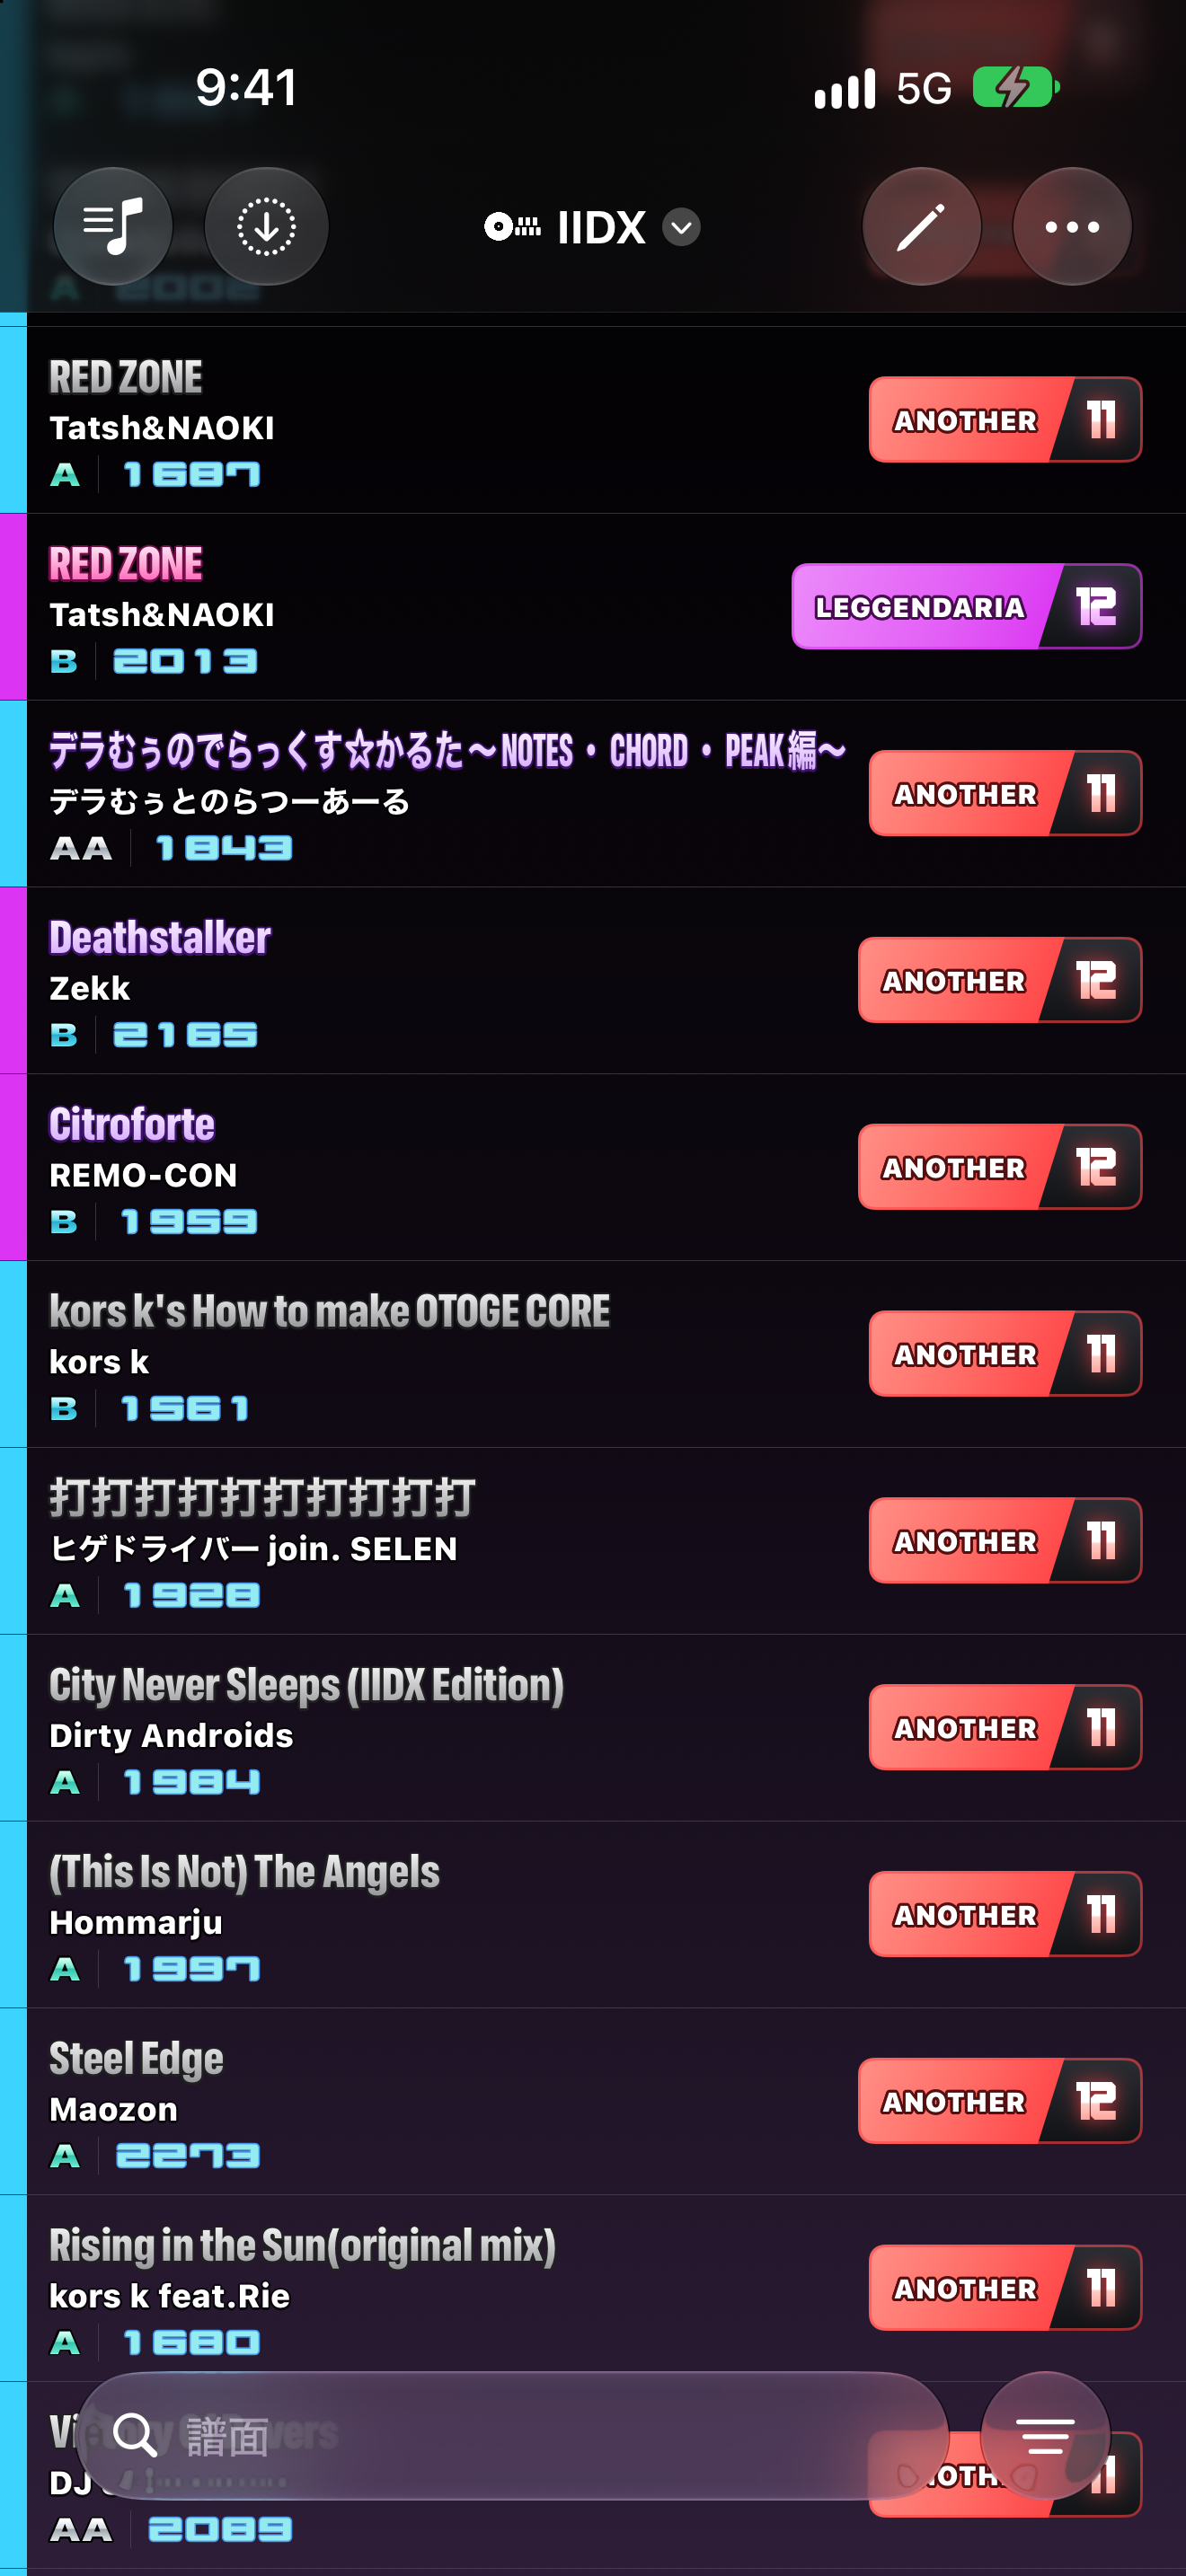 9:41
5G
IIDX
A 2002
RED ZONE
Tatsh&NAOKI
A 1687
ANOTHER 11
RED ZONE
Tatsh&NAOKI
B 2013
LEGGENDARIA 12
デラむぅのでらっくす☆かるた～NOTES・CHORD・PEAK編～
デラむぅとのらつーあーる
AA 1843
ANOTHER 11
Deathstalker
Zekk
B 2165
ANOTHER 12
Citroforte
REMO-CON
B 1959
ANOTHER 12
kors k's How to make OTOGE CORE
kors k
B 1561
ANOTHER 11
打打打打打打打打打打
ヒゲドライバー join. SELEN
A 1928
ANOTHER 11
City Never Sleeps (IIDX Edition)
Dirty Androids
A 1984
ANOTHER 11
(This Is Not) The Angels
Hommarju
A 1997
ANOTHER 11
Steel Edge
Maozon
A 2273
ANOTHER 12
Rising in the Sun(original mix)
kors k feat.Rie
A 1680
ANOTHER 11
譜面
DJ
AA 2089